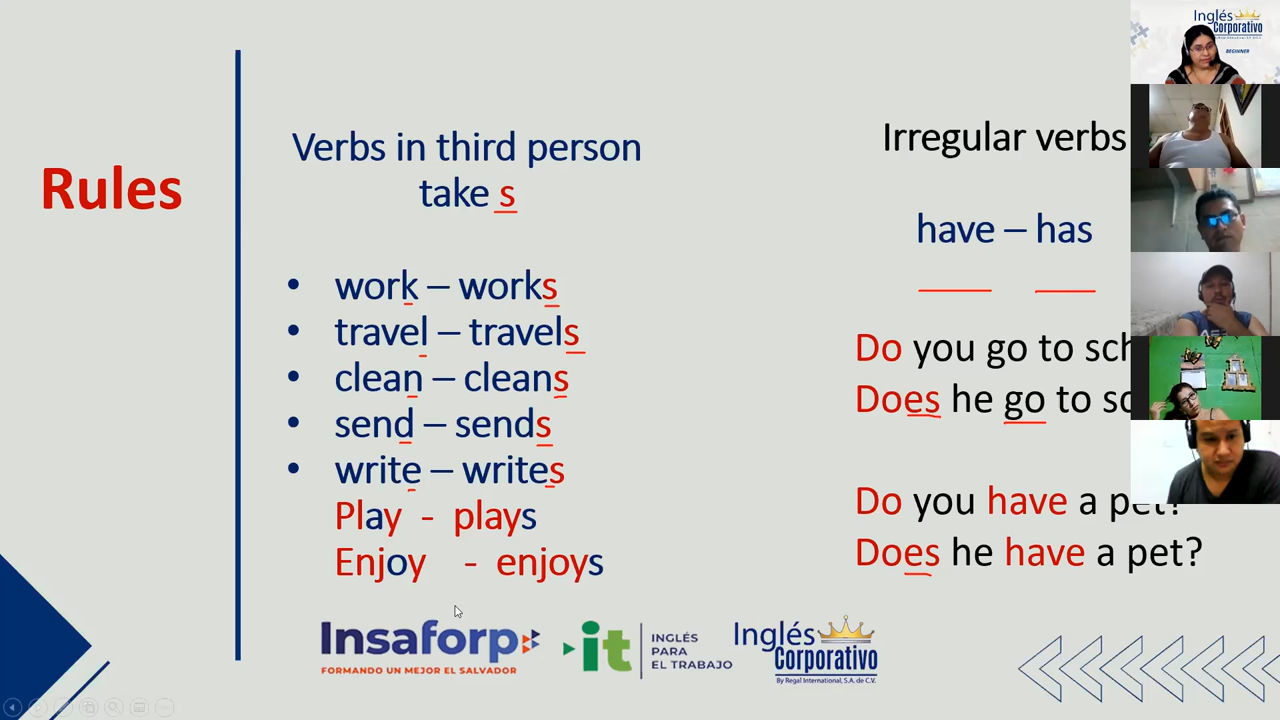 Rules
Verbs in third person
take s
• work – works
• travel – travels
• clean – cleans
• send – sends
• write – writes
Play - plays
Enjoy - enjoys
Irregular verbs
have – has
Do you go to
Does he go to
Do you have a pet?
Does he have a pet?
Insaforp
FORMANDO UN MEJOR EL SALVADOR
it
INGLÉS
PARA
EL TRABAJO
Inglés
Corporativo
By Regal International, S.A. de C.V.
Inglés
Corporativo
BEGINNER